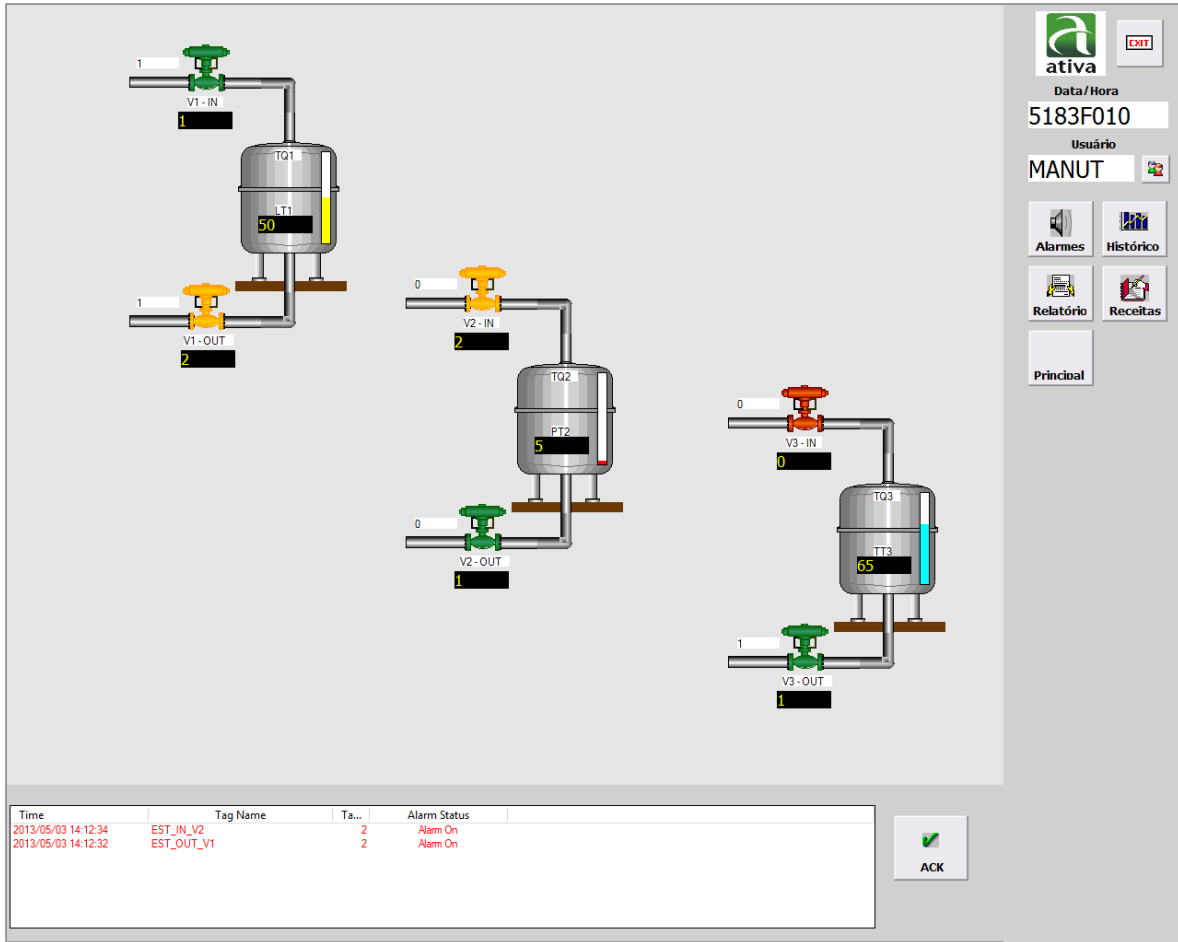 1
V1 - IN
1
TQ1
LT1
50
1
V1 - OUT
2
0
V2 - IN
2
TQ2
PT2
5
0
V2 - OUT
1
0
V3 - IN
0
TQ3
TT3
65
1
V3 - OUT
1
ativa
EXIT
Data/Hora
5183F010
Usuário
MANUT
Alarmes Histórico
Relatório Receitas
Principal
Time Tag Name Ta... Alarm Status
2013/05/03 14:12:34 EST_IN_V2 2 Alarm On
2013/05/03 14:12:32 EST_OUT_V1 2 Alarm On
ACK